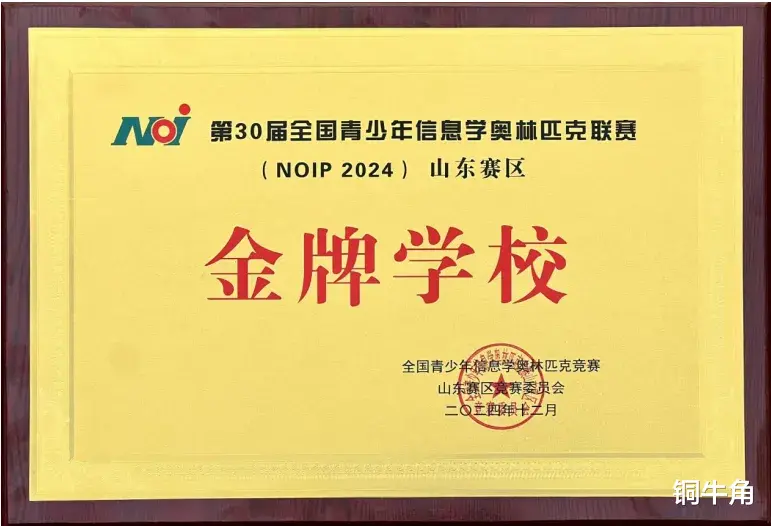 NOI 第30届全国青少年信息学奥林匹克联赛
（NOIP 2024）山东赛区
金牌学校
全国青少年信息学奥林匹克竞赛
山东赛区竞赛委员会
二〇二四年十二月
铜牛角